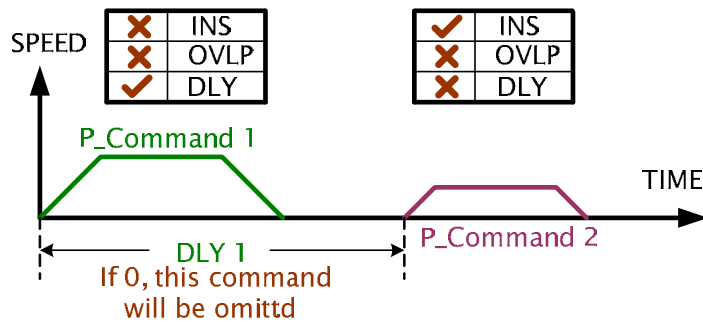 INS
OVLP
DLY
INS
OVLP
DLY
SPEED
P_Command 1
TIME
P_Command 2
DLY 1
If 0, this command
will be omittd